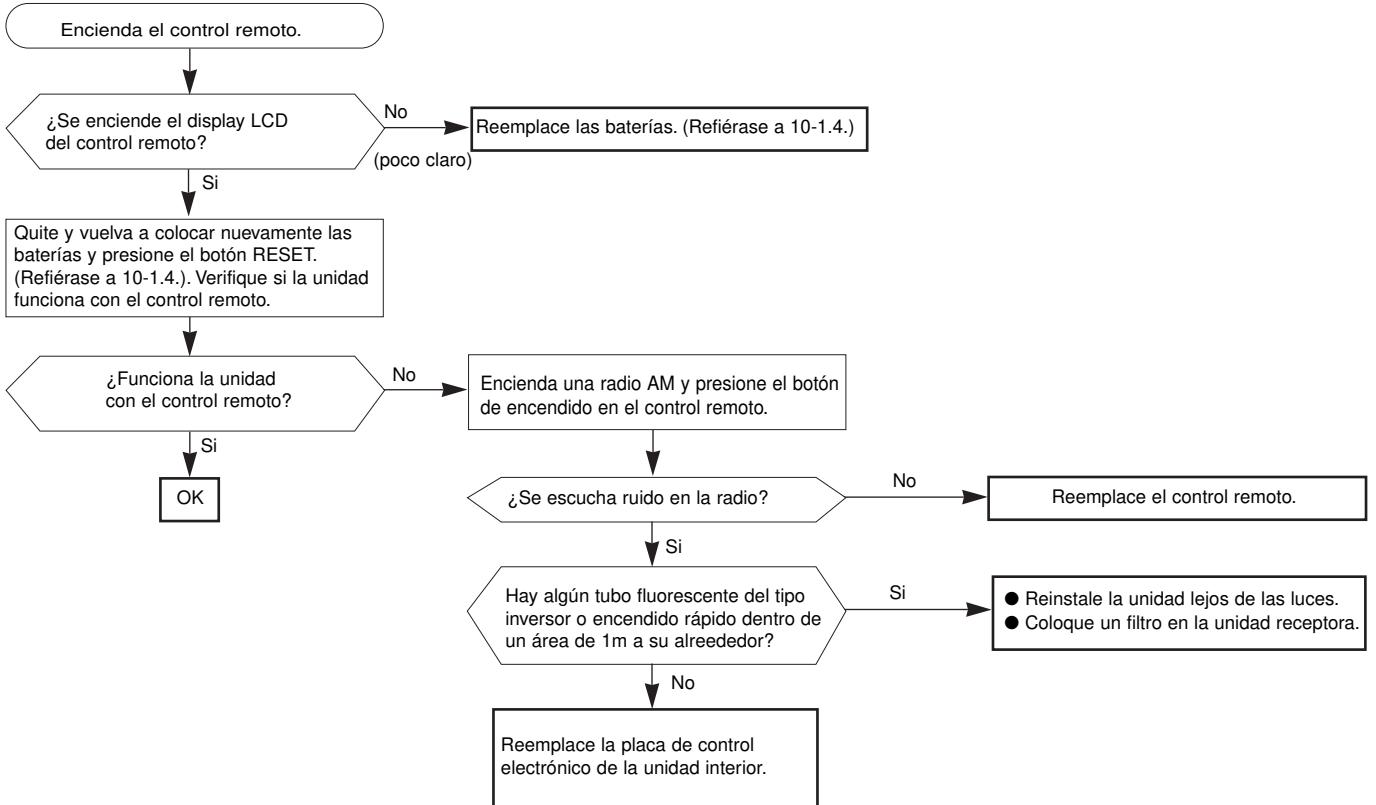 Encienda el control remoto.
¿Se enciende el display LCD
del control remoto?
No
(poco claro)
Reemplace las baterías. (Refiérase a 10-1.4.)
Si
Quite y vuelva a colocar nuevamente las
baterías y presione el botón RESET.
(Refiérase a 10-1.4.). Verifique si la unidad
funciona con el control remoto.
¿Funciona la unidad
con el control remoto?
No
Encienda una radio AM y presione el botón
de encendido en el control remoto.
Si
OK
¿Se escucha ruido en la radio?
No
Reemplace el control remoto.
Si
Hay algún tubo fluorescente del tipo
inversor o encendido rápido dentro de
un área de 1m a su alreededor?
Si
● Reinstale la unidad lejos de las luces.
● Coloque un filtro en la unidad receptora.
No
Reemplace la placa de control
electrónico de la unidad interior.